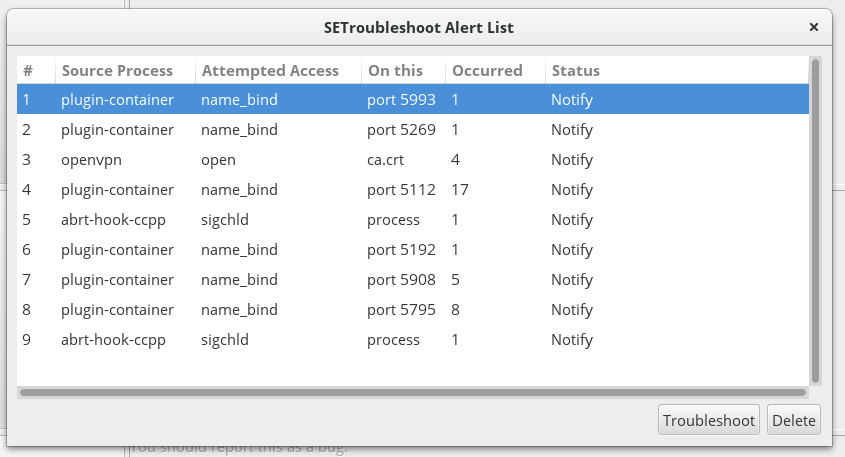 SETroubleshoot Alert List ×
# Source Process Attempted Access On this Occurred Status
1 plugin-container name_bind port 5993 1 Notify
2 plugin-container name_bind port 5269 1 Notify
3 openvpn open ca.crt 4 Notify
4 plugin-container name_bind port 5112 17 Notify
5 abrt-hook-ccpp sigchld process 1 Notify
6 plugin-container name_bind port 5192 1 Notify
7 plugin-container name_bind port 5908 5 Notify
8 plugin-container name_bind port 5795 8 Notify
9 abrt-hook-ccpp sigchld process 1 Notify
Troubleshoot Delete
You should report this as a bug.